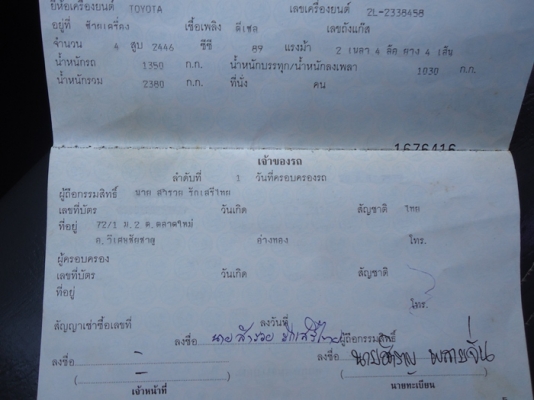 ยี่ห้อเครื่องยนต์ TOYOTA เลขเครื่องยนต์ 2L-2338458
อยู่ที่ ซ้ายเครื่อง เชื้อเพลิง ดีเซล เลขถังแก๊ส
จำนวน 4 สูบ 2446 ซีซี 89 แรงม้า 2 เพลา 4 ล้อ ยาง 4 เส้น
น้ำหนักรถ 1350 ก.ก. น้ำหนักบรรทุก/น้ำหนักลงเพลา 1030 ก.ก.
น้ำหนักรวม 2380 ก.ก. ที่นั่ง คน
1676416
เจ้าของรถ
ลำดับที่ 1 วันที่ครอบครองรถ
ผู้ถือกรรมสิทธิ์ นาย สำรวย รักเสรีไทย
เลขที่บัตร วันเกิด สัญชาติ ไทย
ที่อยู่ 72/1 ม.2 ต.ตลาดใหม่
อ.วิเศษชัยชาญ อ่างทอง โทร.
ผู้ครอบครอง
เลขที่บัตร วันเกิด สัญชาติ
ที่อยู่
โทร.
สัญญาเช่าซื้อเลขที่ ลงวันที่
ลงชื่อ นายสำรวย รักเสรีไทย ผู้ถือกรรมสิทธิ์
ลงชื่อ - ลงชื่อ
( - ) ( )
เจ้าหน้าที่ นายทะเบียน